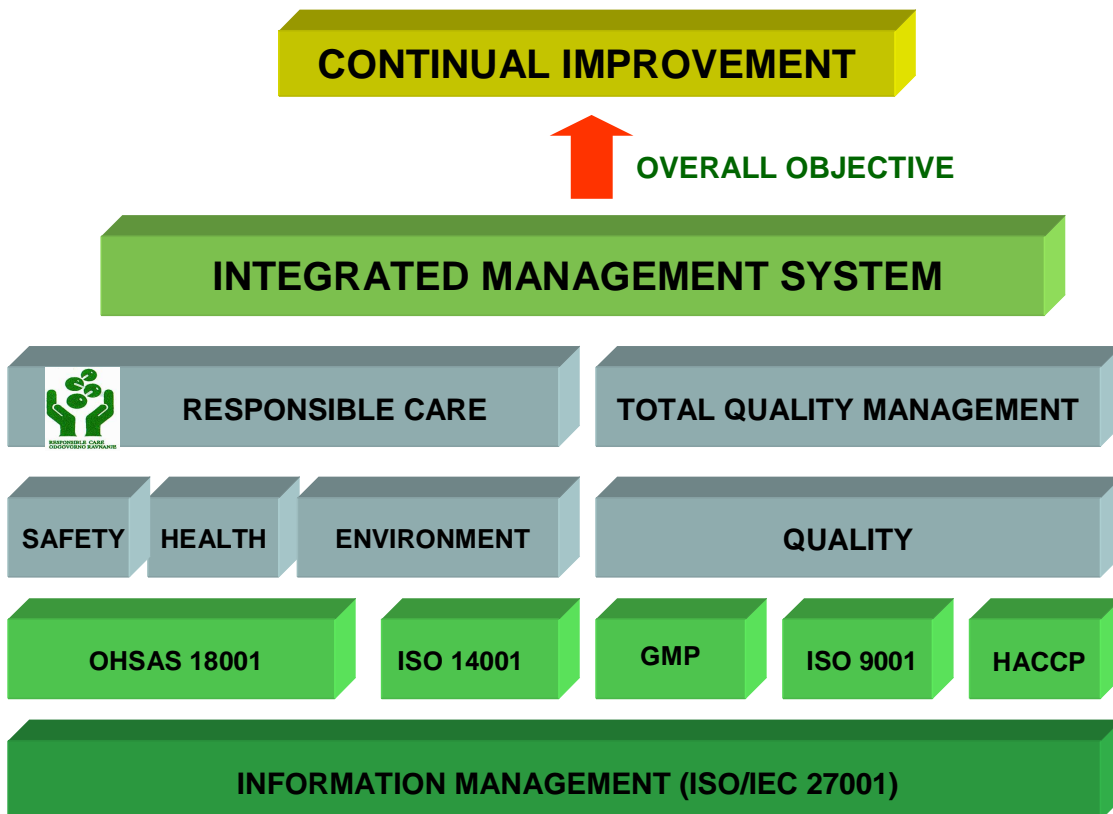 CONTINUAL IMPROVEMENT
OVERALL OBJECTIVE
INTEGRATED MANAGEMENT SYSTEM
RESPONSIBLE CARE
ODGOVORNO RAVNANJE
RESPONSIBLE CARE
TOTAL QUALITY MANAGEMENT
SAFETY
HEALTH
ENVIRONMENT
QUALITY
OHSAS 18001
ISO 14001
GMP
ISO 9001
HACCP
INFORMATION MANAGEMENT (ISO/IEC 27001)